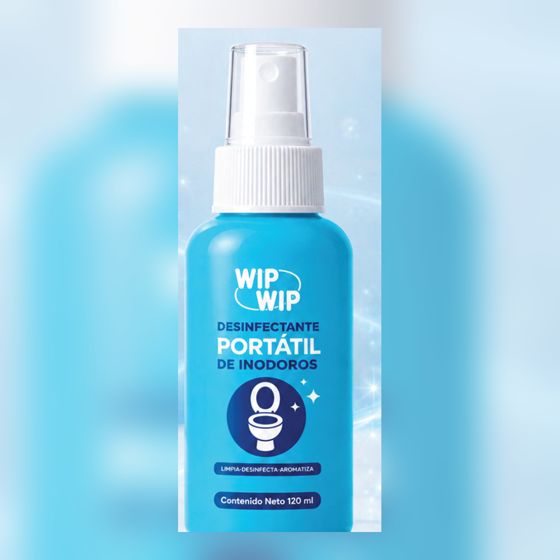 WIP
WIP
DESINFECTANTE
PORTÁTIL
DE INODOROS
LIMPIA-DESINFECTA-AROMATIZA
Contenido Neto 120 ml